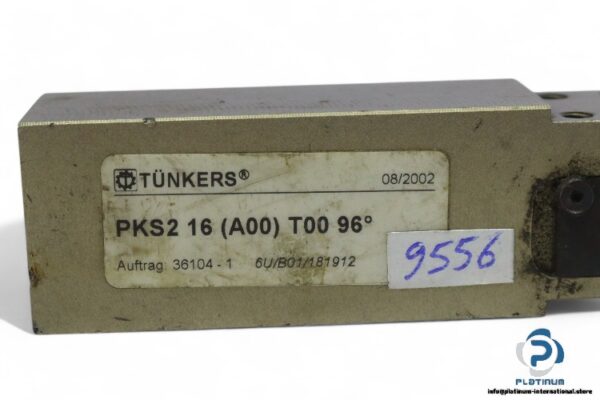 TÜNKERS® 08/2002
PKS2 16 (A00) T00 96°
Auftrag: 36104 - 1 6U/B01/181912
9556
PLATINUM
info@platinum-international.store